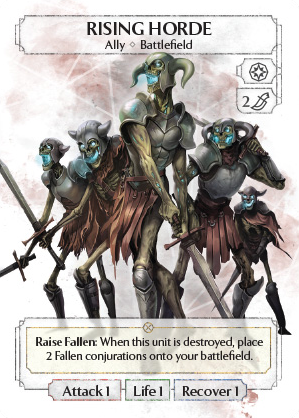 RISING HORDE
Ally ◇ Battlefield
2
Raise Fallen: When this unit is destroyed, place
2 Fallen conjurations onto your battlefield.
Attack 1 Life 1 Recover 1